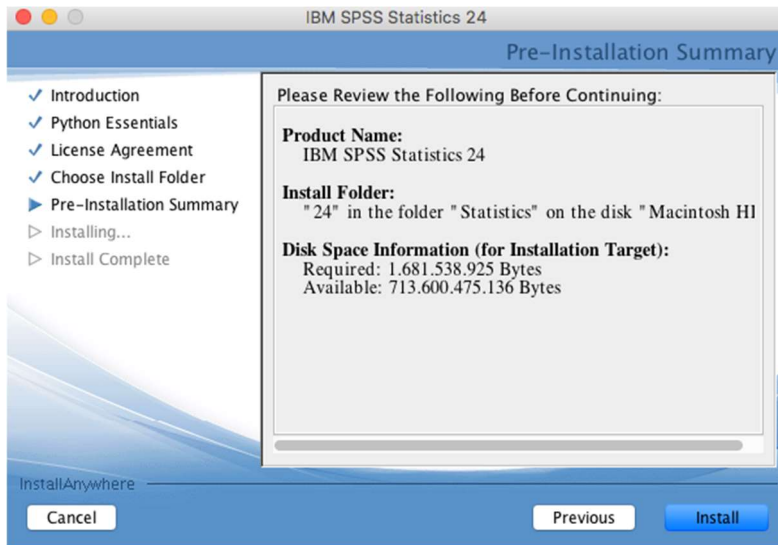 IBM SPSS Statistics 24
Pre-Installation Summary
Introduction
Python Essentials
License Agreement
Choose Install Folder
Pre-Installation Summary
Installing...
Install Complete
Please Review the Following Before Continuing:
Product Name:
IBM SPSS Statistics 24
Install Folder:
"24" in the folder "Statistics" on the disk "Macintosh
Disk Space Information (for Installation Target):
Required: 1.681.538.925 Bytes
Available: 713.600.475.136 Bytes
InstallAnywhere
Cancel
Previous
Install